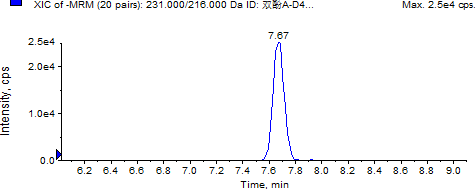 XIC of -MRM (20 pairs): 231.000/216.000 Da ID: 双酚A-D4... Max. 2.5e4 cps.
7.67
Intensity, cps
2.5e4
2.0e4
1.0e4
0.0
6.2 6.4 6.6 6.8 7.0 7.2 7.4 7.6 7.8 8.0 8.2 8.4 8.6 8.8 9.0
Time, min